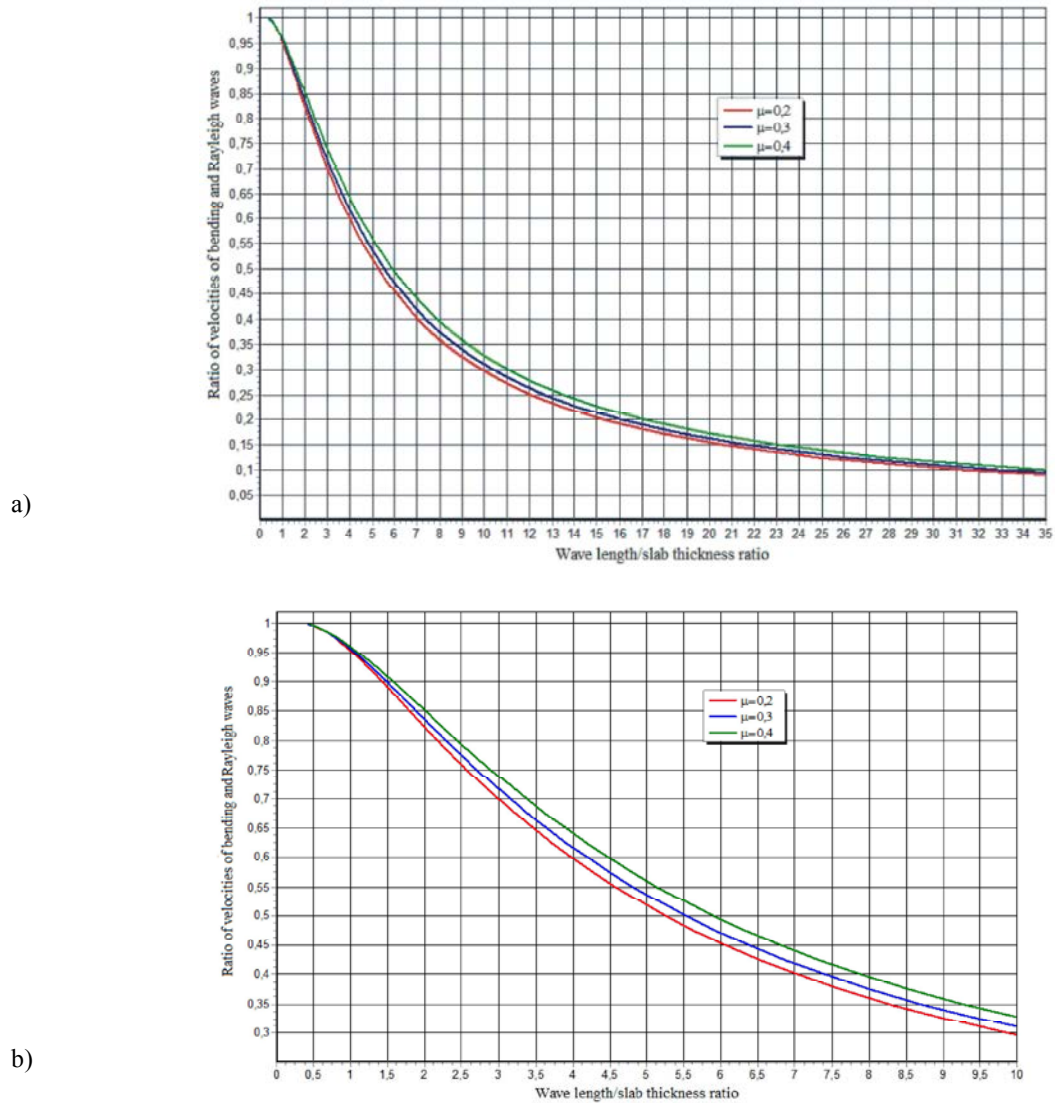 Ratio of velocities of bending and Rayleigh waves
1
0,95
0,9
0,85
0,8
0,75
0,7
0,65
0,6
0,55
0,5
0,45
0,4
0,35
0,3
0,25
0,2
0,15
0,1
0,05
μ=0,2
μ=0,3
μ=0,4
0 1 2 3 4 5 6 7 8 9 10 11 12 13 14 15 16 17 18 19 20 21 22 23 24 25 26 27 28 29 30 31 32 33 34 35
Wave length/slab thickness ratio
a)
Ratio of velocities of bending andRayleigh waves
1
0,95
0,9
0,85
0,8
0,75
0,7
0,65
0,6
0,55
0,5
0,45
0,4
0,35
0,3
μ=0,2
μ=0,3
μ=0,4
0 0,5 1 1,5 2 2,5 3 3,5 4 4,5 5 5,5 6 6,5 7 7,5 8 8,5 9 9,5 10
Wave length/slab thickness ratio
b)